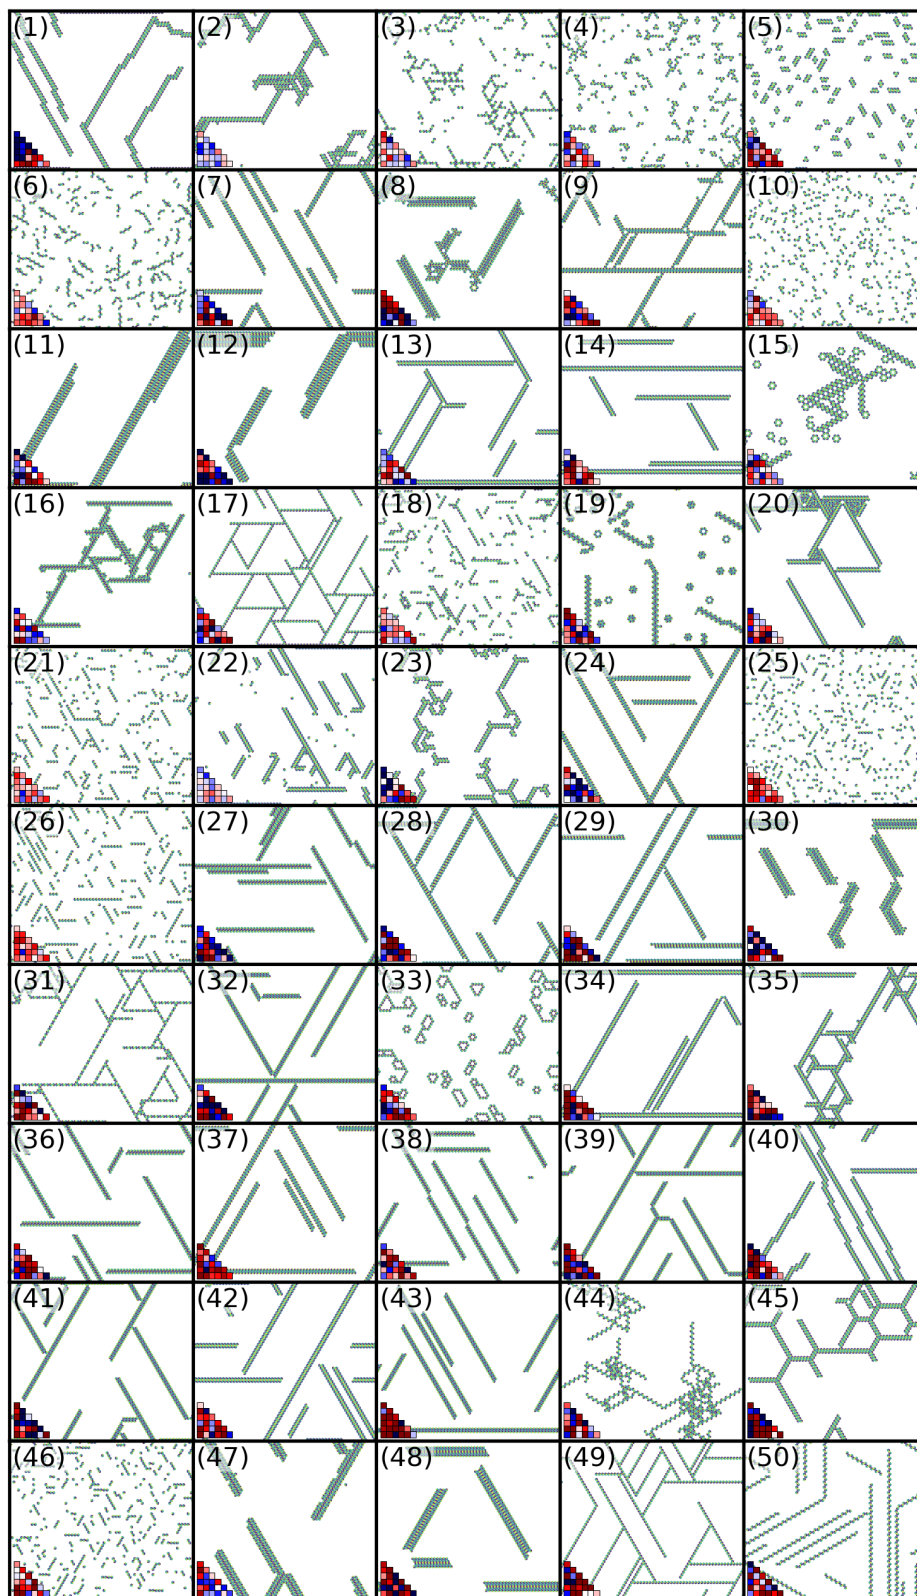 (1) (2) (3) (4) (5)
(6) (7) (8) (9) (10)
(11) (12) (13) (14) (15)
(16) (17) (18) (19) (20)
(21) (22) (23) (24) (25)
(26) (27) (28) (29) (30)
(31) (32) (33) (34) (35)
(36) (37) (38) (39) (40)
(41) (42) (43) (44) (45)
(46) (47) (48) (49) (50)